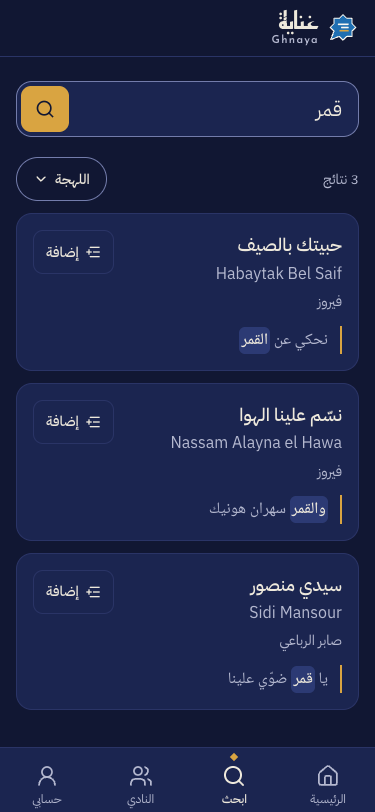 غناية
Ghnaya
قمر
3 نتائج
اللهجة
حبيتك بالصيف
إضافة
Habaytak Bel Saif
فيروز
نحكي عن القمر
نسّم علينا الهوا
إضافة
Nassam Alayna el Hawa
فيروز
والقمر سهران هونيك
سيدي منصور
إضافة
Sidi Mansour
صابر الرباعي
يا قمر ضوّي علينا
الرئيسية
ابحث
النادي
حسابي